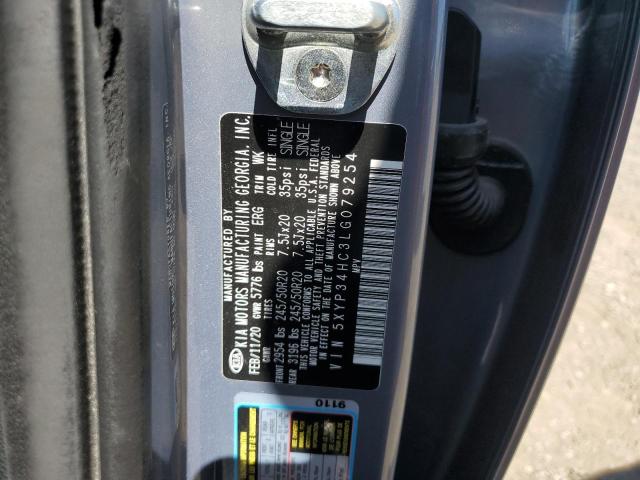 MANUFACTURED BY
KIA KIA MOTORS MANUFACTURING GEORGIA, INC.
FEB/11/20 GVWR 5776 lbs PAINT ERG TRIM WK
GAWR TIRES RIMS COLD TIRE INFL
FRONT 2954 lbs 245/50R20 7.5Jx20 35psi SINGLE
REAR 3196 lbs 245/50R20 7.5Jx20 35psi SINGLE
THIS VEHICLE CONFORMS TO ALL APPLICABLE U.S.A. FEDERAL
MOTOR VEHICLE SAFETY AND THEFT PREVENTION STANDARDS
IN EFFECT ON THE DATE OF MANUFACTURE SHOWN ABOVE.
VIN 5XYP34HC3LG079254
MPV
9110